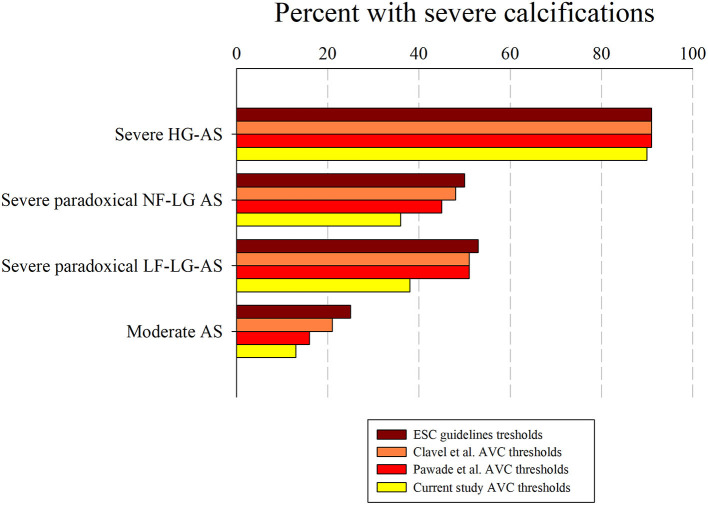 Percent with severe calcifications
0 20 40 60 80 100
Severe HG-AS
Severe paradoxical NF-LG AS
Severe paradoxical LF-LG-AS
Moderate AS
ESC guidelines tresholds
Clavel et al. AVC thresholds
Pawade et al. AVC thresholds
Current study AVC thresholds